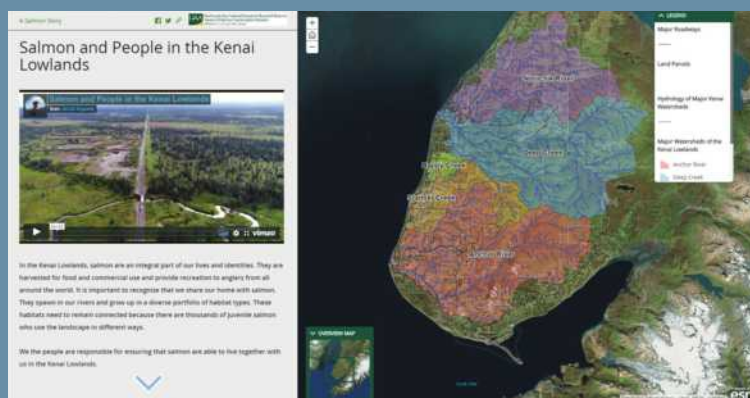 A Salmon Story
Salmon and People in the Kenai
Lowlands
Salmon and People in the Kenai Lowlands
vimeo
In the Kenai Lowlands, salmon are an integral part of our lives and identities. They are
harvested for food and commercial use and provide recreation to anglers from all
around the world. It is important to recognize that we share our home with salmon.
They spawn in our rivers and grow up in a diverse portfolio of habitat types. These
habitats need to remain connected because there are thousands of juvenile salmon
who use the landscape in different ways.
We the people are responsible for ensuring that salmon are able to live together with
us in the Kenai Lowlands.
+
−
Ninilchik River
Deep Creek
Stariski Creek
Anchor River
OVERVIEW MAP
LEGEND
Major Roadways
Land Parcels
Hydrology of Major Kenai
Watersheds
Major Watersheds of the
Kenai Lowlands
Anchor River
Deep Creek
esri